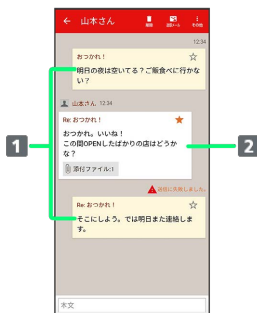 山本さん
削除
その他
12:34
おつかれ！
明日の夜は空いてる？ご飯食べに行かな
い？
山本さん 12:34
Re: おつかれ！
おつかれ。いいね！
この間OPENしたばかりの店はどうか
な？
添付ファイル:1
送信に失敗しました。
Re: おつかれ！
そこにしよう。では明日また連絡しま
す。
本文
1
2